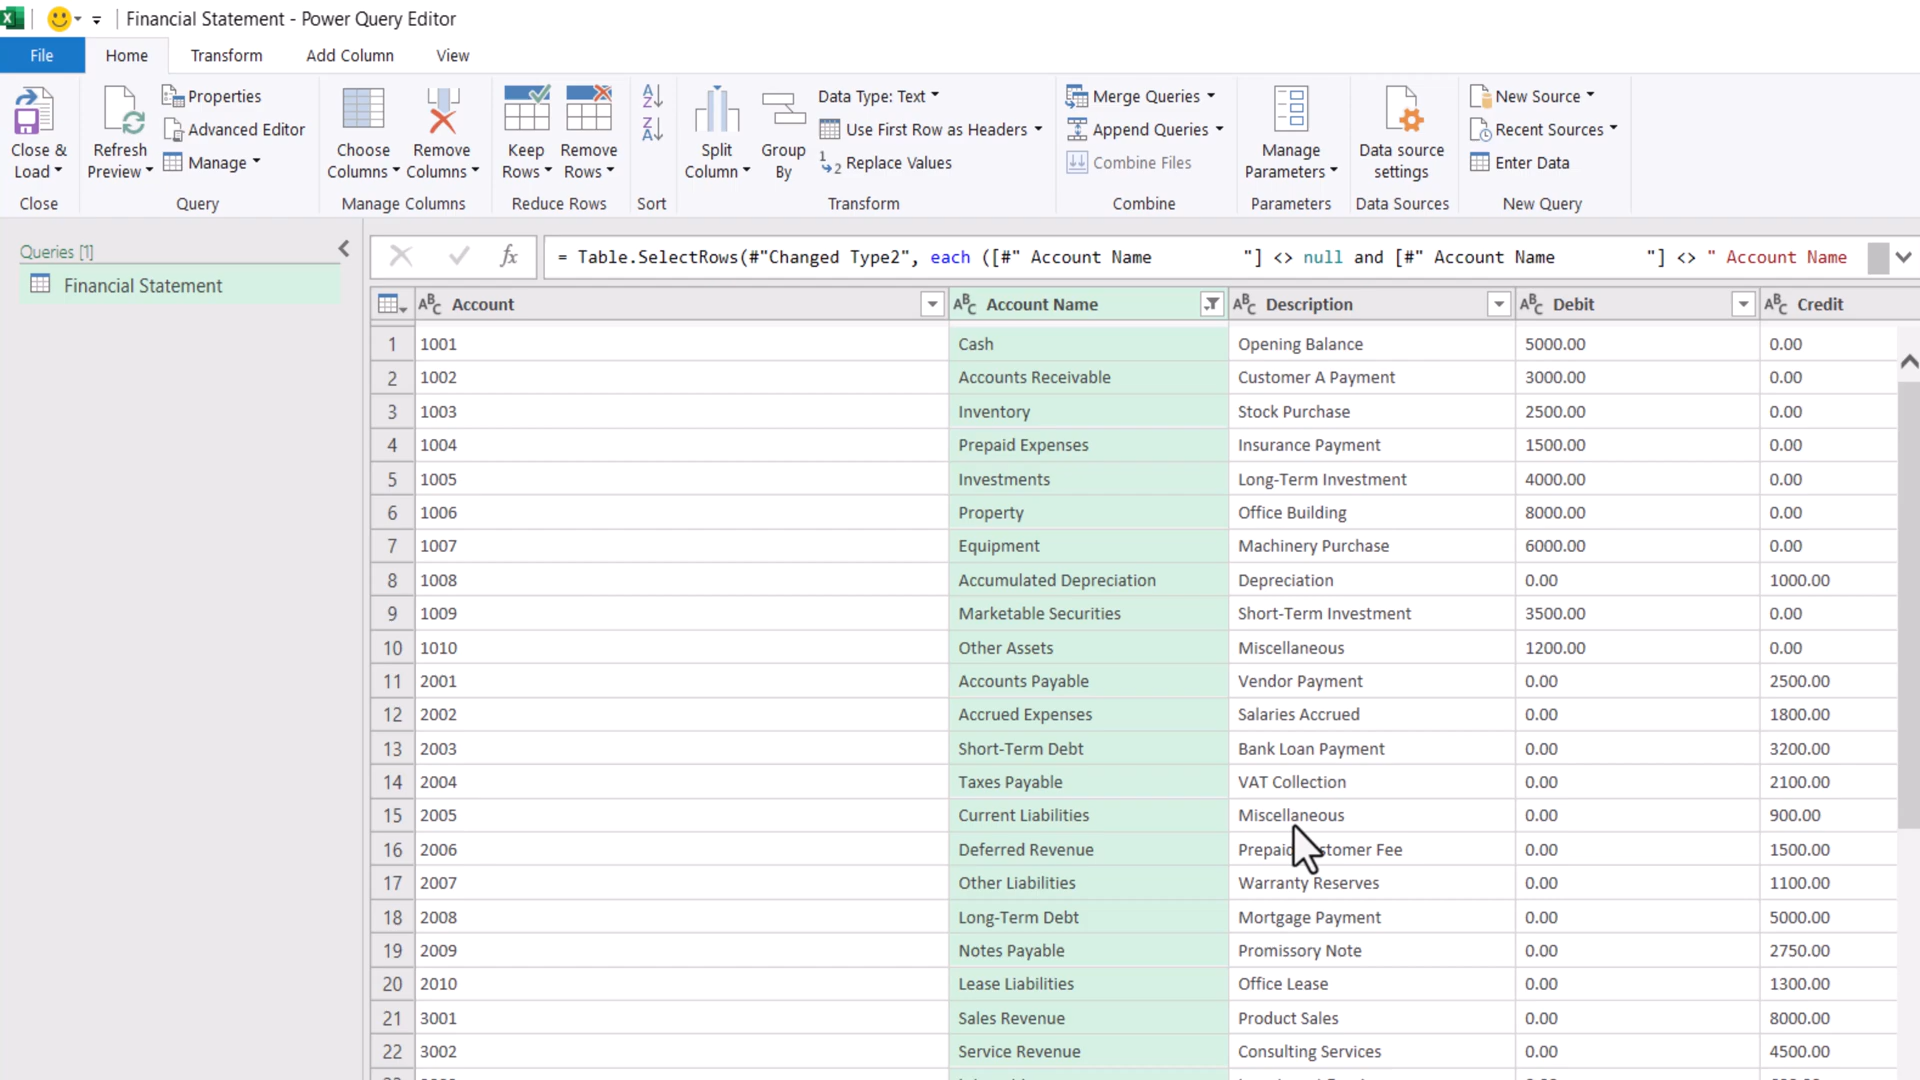 Financial Statement - Power Query Editor
File Home Transform Add Column View
Close & Load
Close
Refresh Preview
Properties
Advanced Editor
Manage
Query
Choose Columns
Remove Columns
Manage Columns
Keep Rows
Remove Rows
Reduce Rows
Sort
Split Column
Group By
Data Type: Text
Use First Row as Headers
Replace Values
Transform
Merge Queries
Append Queries
Combine Files
Combine
Manage Parameters
Parameters
Data source settings
Data Sources
New Source
Recent Sources
Enter Data
New Query
Queries [1]
Financial Statement
fx
= Table.SelectRows(#"Changed Type2", each ([#" Account Name "] <> null and [#" Account Name "] <> " Account Name
Account Account Name Description Debit Credit
1 1001 Cash Opening Balance 5000.00 0.00
2 1002 Accounts Receivable Customer A Payment 3000.00 0.00
3 1003 Inventory Stock Purchase 2500.00 0.00
4 1004 Prepaid Expenses Insurance Payment 1500.00 0.00
5 1005 Investments Long-Term Investment 4000.00 0.00
6 1006 Property Office Building 8000.00 0.00
7 1007 Equipment Machinery Purchase 6000.00 0.00
8 1008 Accumulated Depreciation Depreciation 0.00 1000.00
9 1009 Marketable Securities Short-Term Investment 3500.00 0.00
10 1010 Other Assets Miscellaneous 1200.00 0.00
11 2001 Accounts Payable Vendor Payment 0.00 2500.00
12 2002 Accrued Expenses Salaries Accrued 0.00 1800.00
13 2003 Short-Term Debt Bank Loan Payment 0.00 3200.00
14 2004 Taxes Payable VAT Collection 0.00 2100.00
15 2005 Current Liabilities Miscellaneous 0.00 900.00
16 2006 Deferred Revenue Prepaid Customer Fee 0.00 1500.00
17 2007 Other Liabilities Warranty Reserves 0.00 1100.00
18 2008 Long-Term Debt Mortgage Payment 0.00 5000.00
19 2009 Notes Payable Promissory Note 0.00 2750.00
20 2010 Lease Liabilities Office Lease 0.00 1300.00
21 3001 Sales Revenue Product Sales 0.00 8000.00
22 3002 Service Revenue Consulting Services 0.00 4500.00